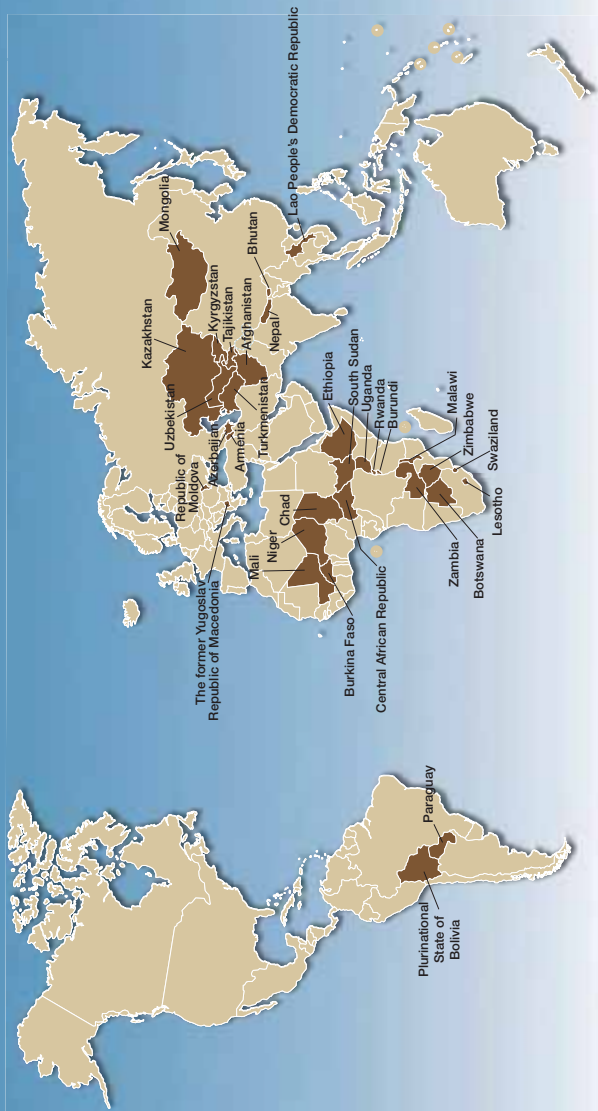 Plurinational
State of
Bolivia
Paraguay
The former Yugoslav
Republic of Macedonia
Republic of
Moldova
Mali
Niger
Chad
Burkina Faso
Central African Republic
Azerbaijan
Armenia
Uzbekistan
Turkmenistan
Kazakhstan
Kyrgyzstan
Tajikistan
Afghanistan
Mongolia
Nepal
Bhutan
Lao People's Democratic Republic
Ethiopia
South Sudan
Uganda
Rwanda
Burundi
Malawi
Zimbabwe
Swaziland
Lesotho
Zambia
Botswana